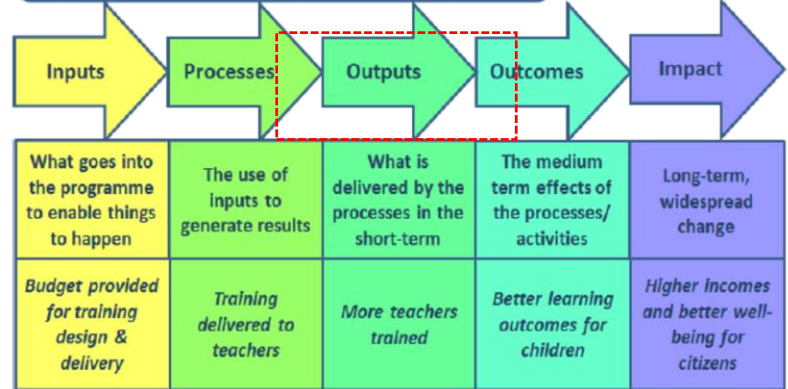 Inputs
Processes
Outputs
Outcomes
Impact
What goes into
the programme
to enable things
to happen
The use of
inputs to
generate results
What is
delivered by the
processes in the
short-term
The medium
term effects of
the processes/
activities
Long-term,
widespread
change
Budget provided
for training
design &
delivery
Training
delivered to
teachers
More teachers
trained
Better learning
outcomes for
children
Higher incomes
and better well-
being for
citizens